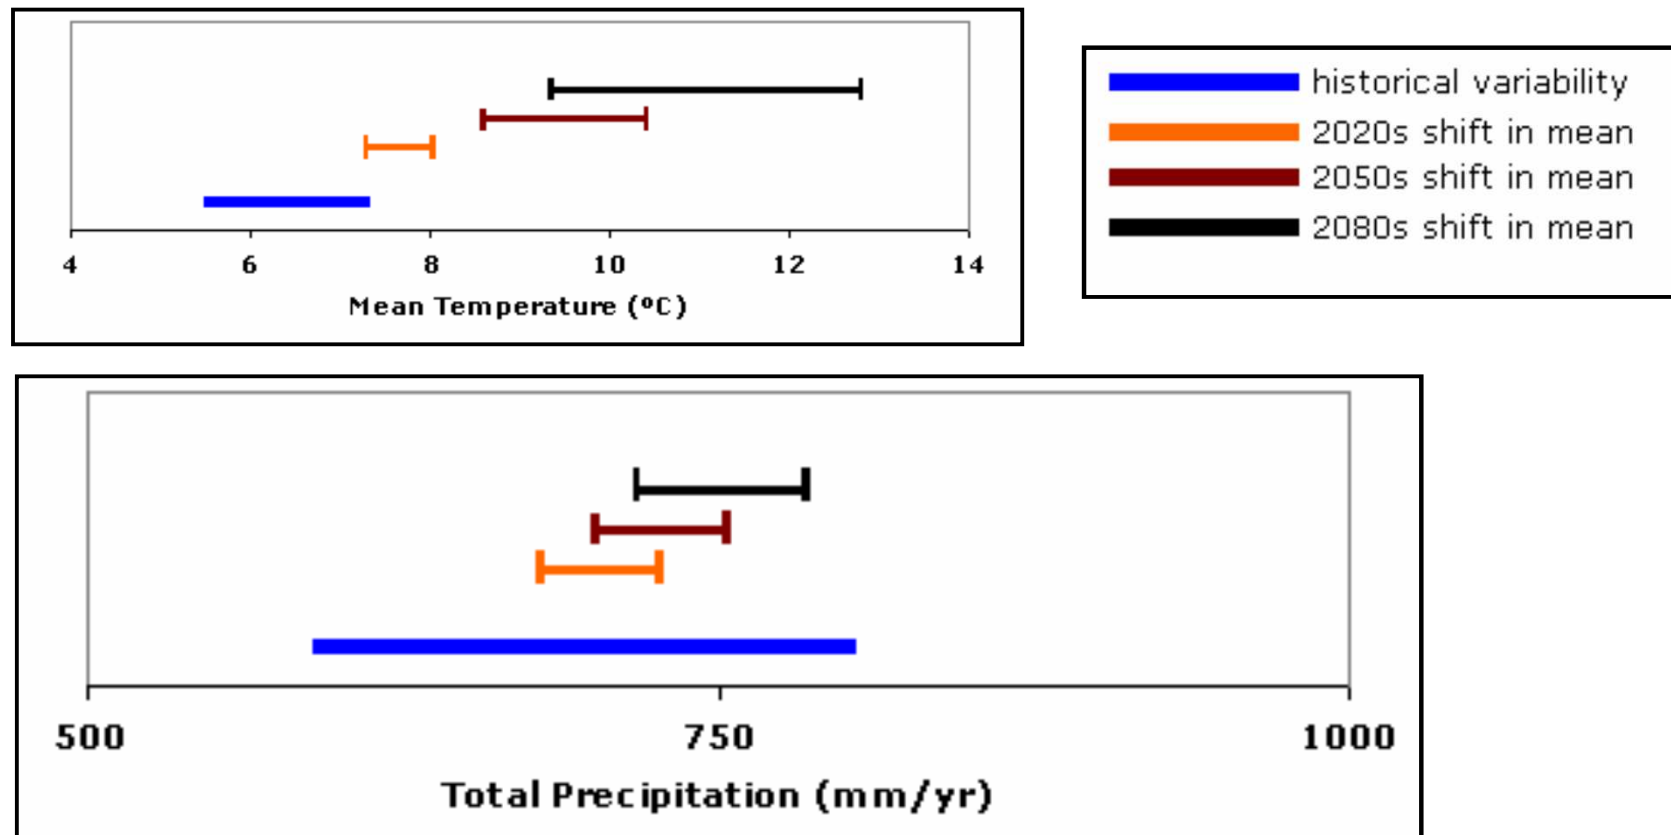 4 6 8 10 12 14
Mean Temperature (ºC)
historical variability
2020s shift in mean
2050s shift in mean
2080s shift in mean
500 750 1000
Total Precipitation (mm/yr)